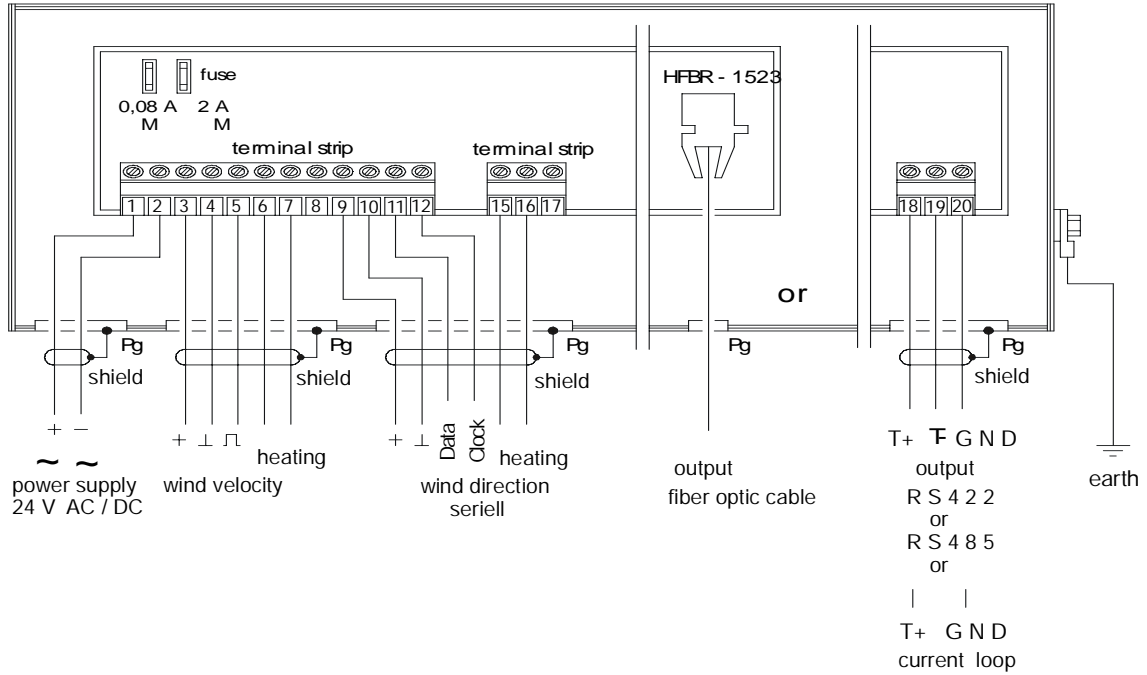 HFBR - 1523
fuse
0,08 A 2 A
M M
terminal strip terminal strip
1 2 3 4 5 6 7 8 9 10 11 12 15 16 17 18 19 20
or
Pg Pg Pg Pg Pg
shield shield shield shield
+ − + ⊥ ⊓ + ⊥ Data Clock T+ T- G N D
~ ~ heating heating
power supply wind velocity wind direction output output earth
24 V AC / DC seriell fiber optic cable R S 4 2 2
or
R S 4 8 5
or
T+ G N D
current loop